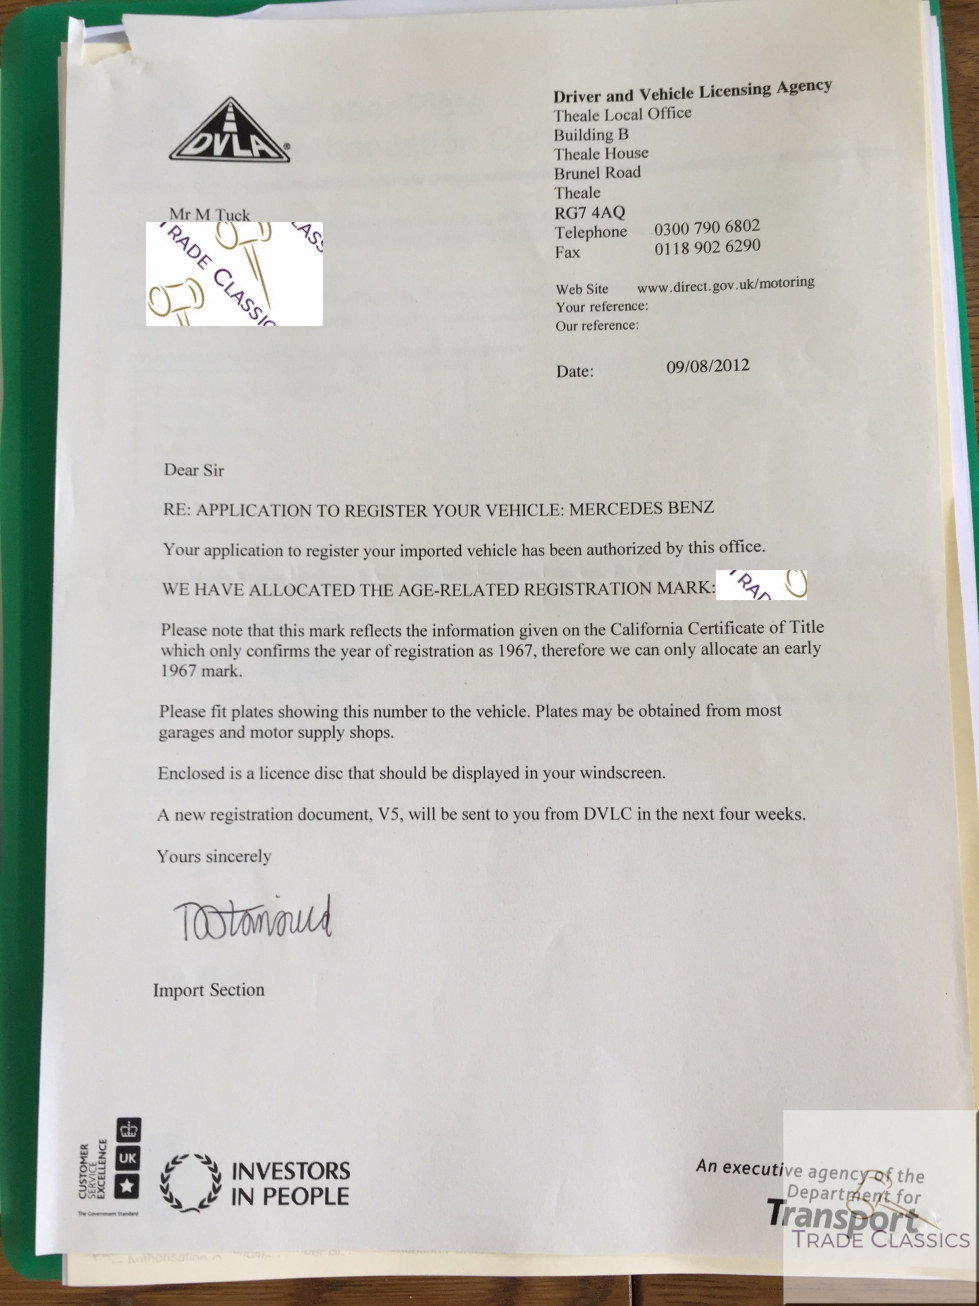 DVLA
Driver and Vehicle Licensing Agency
Theale Local Office
Building B
Theale House
Brunel Road
Theale
RG7 4AQ
Telephone 0300 790 6802
Fax 0118 902 6290
Web Site www.direct.gov.uk/motoring
Your reference:
Our reference:
Date: 09/08/2012
Mr M Tuck
TRADE CLASSIC
Dear Sir
RE: APPLICATION TO REGISTER YOUR VEHICLE: MERCEDES BENZ
Your application to register your imported vehicle has been authorized by this office.
WE HAVE ALLOCATED THE AGE-RELATED REGISTRATION MARK:
Please note that this mark reflects the information given on the California Certificate of Title
which only confirms the year of registration as 1967, therefore we can only allocate an early
1967 mark.
Please fit plates showing this number to the vehicle. Plates may be obtained from most
garages and motor supply shops.
Enclosed is a licence disc that should be displayed in your windscreen.
A new registration document, V5, will be sent to you from DVLC in the next four weeks.
Yours sincerely
Import Section
CUSTOMER
SERVICE
EXCELLENCE
UK
The Government Standard
INVESTORS
IN PEOPLE
An executive agency of the
Department for
Transport
TRADE CLASSICS